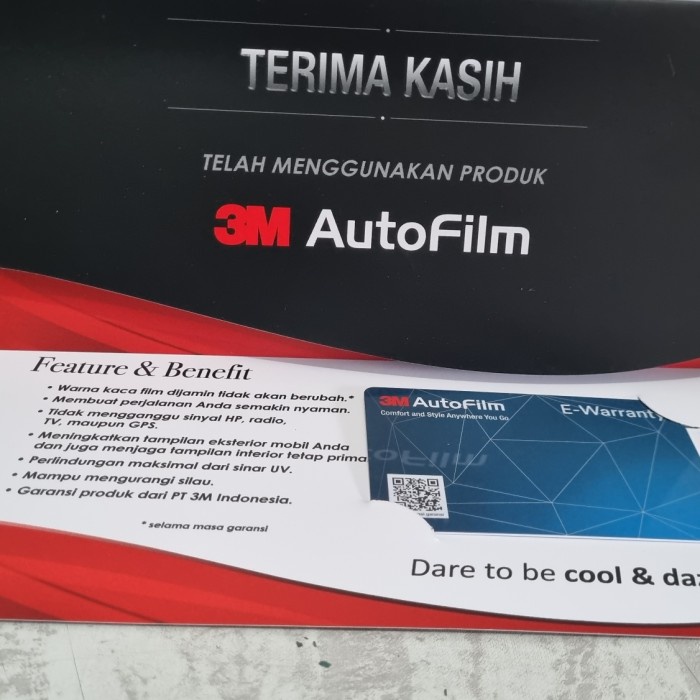 TERIMA KASIH
TELAH MENGGUNAKAN PRODUK
3M AutoFilm
Feature & Benefit
• Warna kaca film dijamin tidak akan berubah.*
• Membuat perjalanan Anda semakin nyaman.
• Tidak mengganggu sinyal HP, radio,
TV, maupun GPS.
• Meningkatkan tampilan eksterior mobil Anda
dan juga menjaga tampilan interior tetap prima
• Perlindungan maksimal dari sinar UV.
• Mampu mengurangi silau.
• Garansi produk dari PT 3M Indonesia.
* selama masa garansi
3M AutoFilm
Comfort and Style Anywhere You Go
E-Warranty
Dare to be cool & da